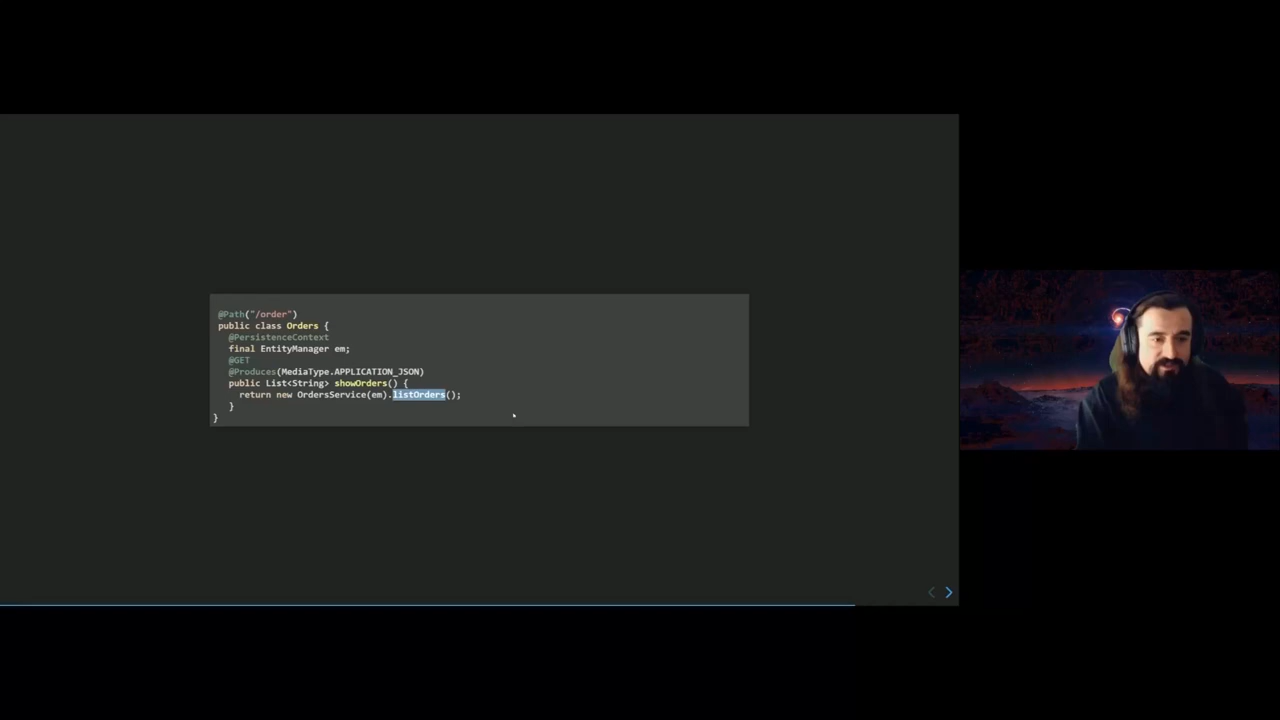 @Path("/order")
public class Orders {
@PersistenceContext
final EntityManager em;
@GET
@Produces(MediaType.APPLICATION_JSON)
public List<String> showOrders() {
return new OrdersService(em).listOrders();
}
}